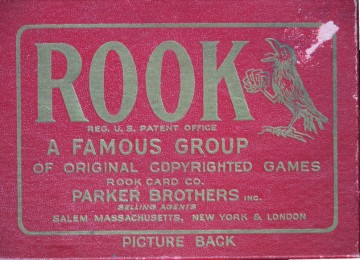 ROOK
REG. U. S. PATENT OFFICE
A FAMOUS GROUP
OF ORIGINAL COPYRIGHTED GAMES
ROOK CARD CO.
PARKER BROTHERS INC.
SELLING AGENTS
SALEM MASSACHUSETTS, NEW YORK & LONDON
PICTURE BACK